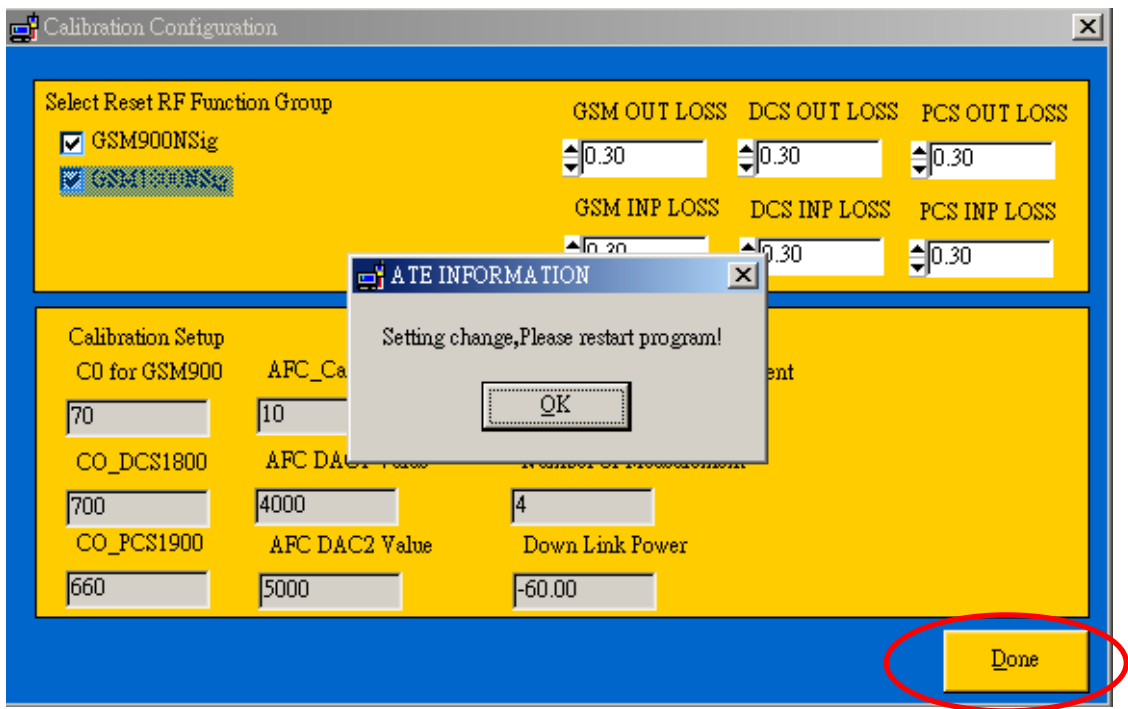 Calibration Configuration
Select Reset RF Function Group
GSM900NSig
GSM1800NSig
GSM OUT LOSS DCS OUT LOSS PCS OUT LOSS
0.30 0.30 0.30
GSM INP LOSS DCS INP LOSS PCS INP LOSS
0.30 0.30 0.30
ATE INFORMATION
Setting change,Please restart program!
OK
Calibration Setup
C0 for GSM900
70
10
CO_DCS1800
700 4000 4
CO_PCS1900 AFC DAC2 Value Down Link Power
660 5000 -60.00
Done